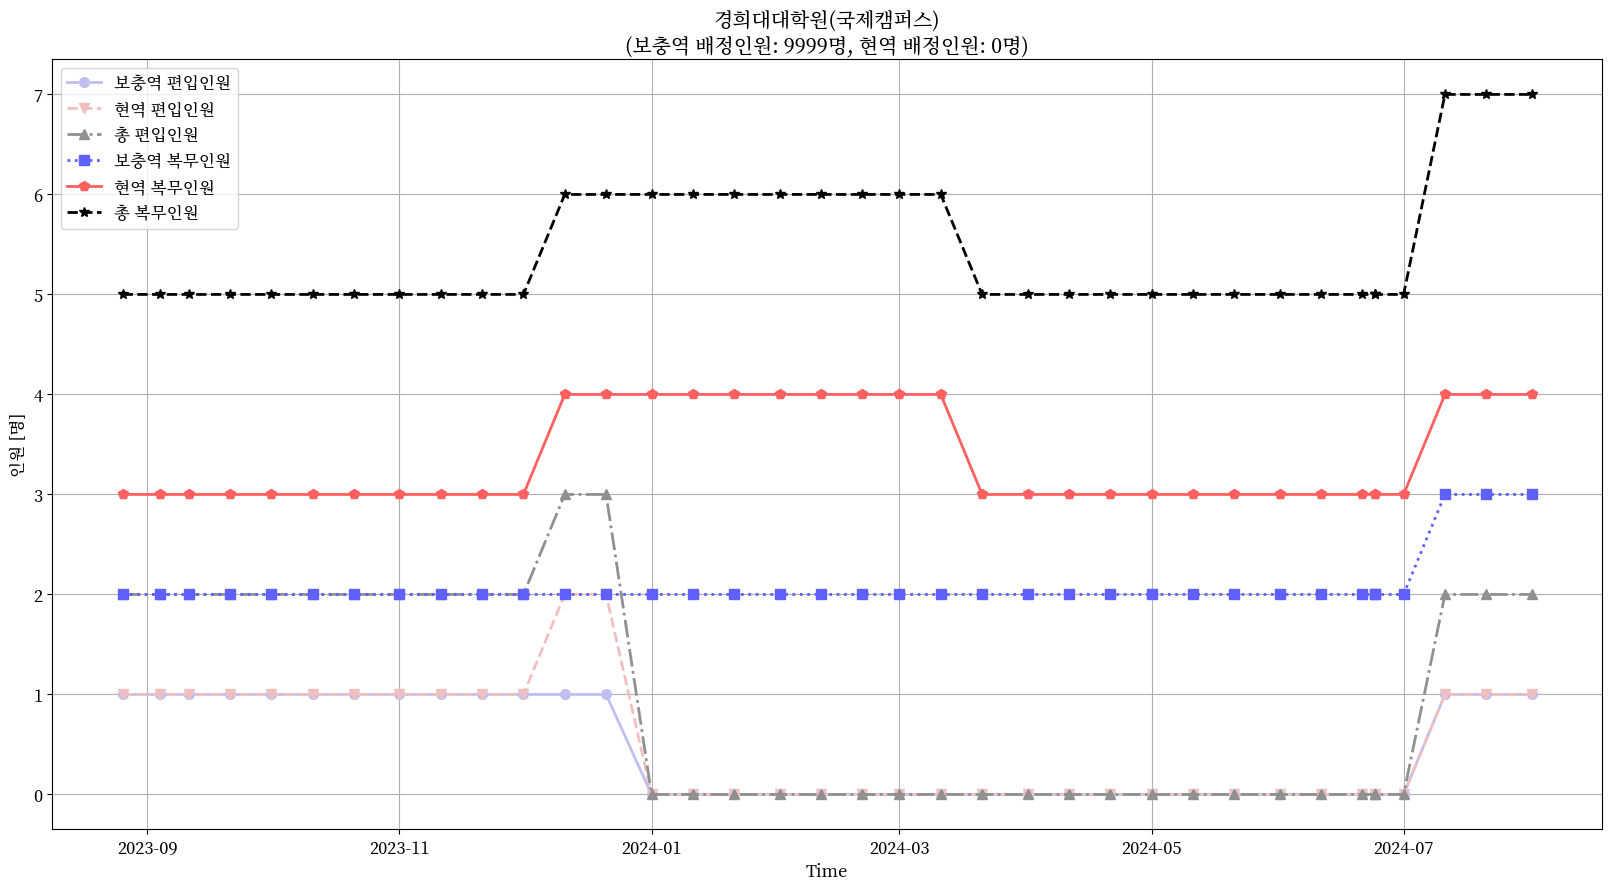 경희대대학원(국제캠퍼스)
(보충역 배정인원: 9999명, 현역 배정인원: 0명)
보충역 편입인원
현역 편입인원
총 편입인원
보충역 복무인원
현역 복무인원
총 복무인원
7
6
5
4
3
2
1
0
인원 [명]
2023-09 2023-11 2024-01 2024-03 2024-05 2024-07
Time